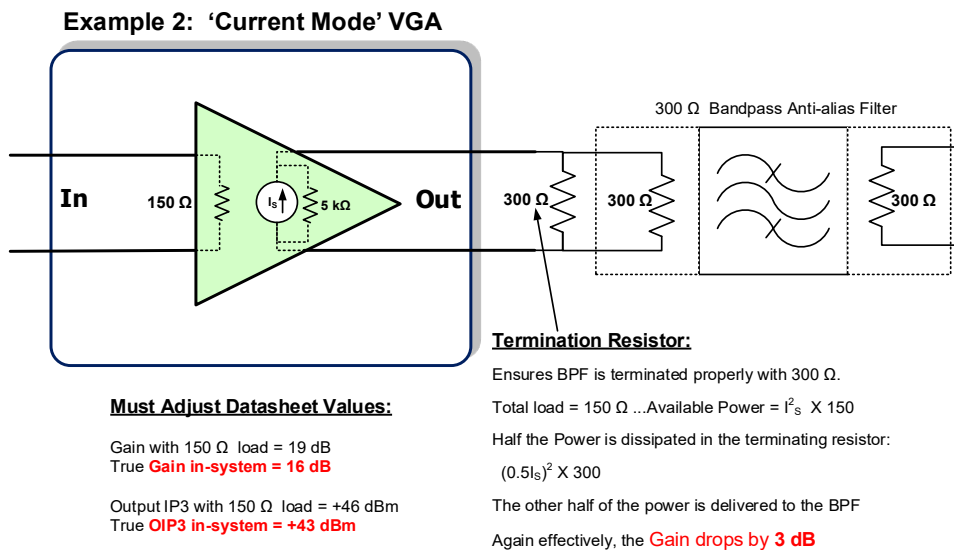 Example 2: 'Current Mode' VGA
300 Ω Bandpass Anti-alias Filter
In
150 Ω
I_S
5 kΩ
Out
300 Ω
300 Ω
300 Ω
Termination Resistor:
Ensures BPF is terminated properly with 300 Ω.
Total load = 150 Ω ...Available Power = I²_S X 150
Half the Power is dissipated in the terminating resistor:
(0.5I_S)² X 300
The other half of the power is delivered to the BPF
Again effectively, the Gain drops by 3 dB
Must Adjust Datasheet Values:
Gain with 150 Ω load = 19 dB
True Gain in-system = 16 dB
Output IP3 with 150 Ω load = +46 dBm
True OIP3 in-system = +43 dBm